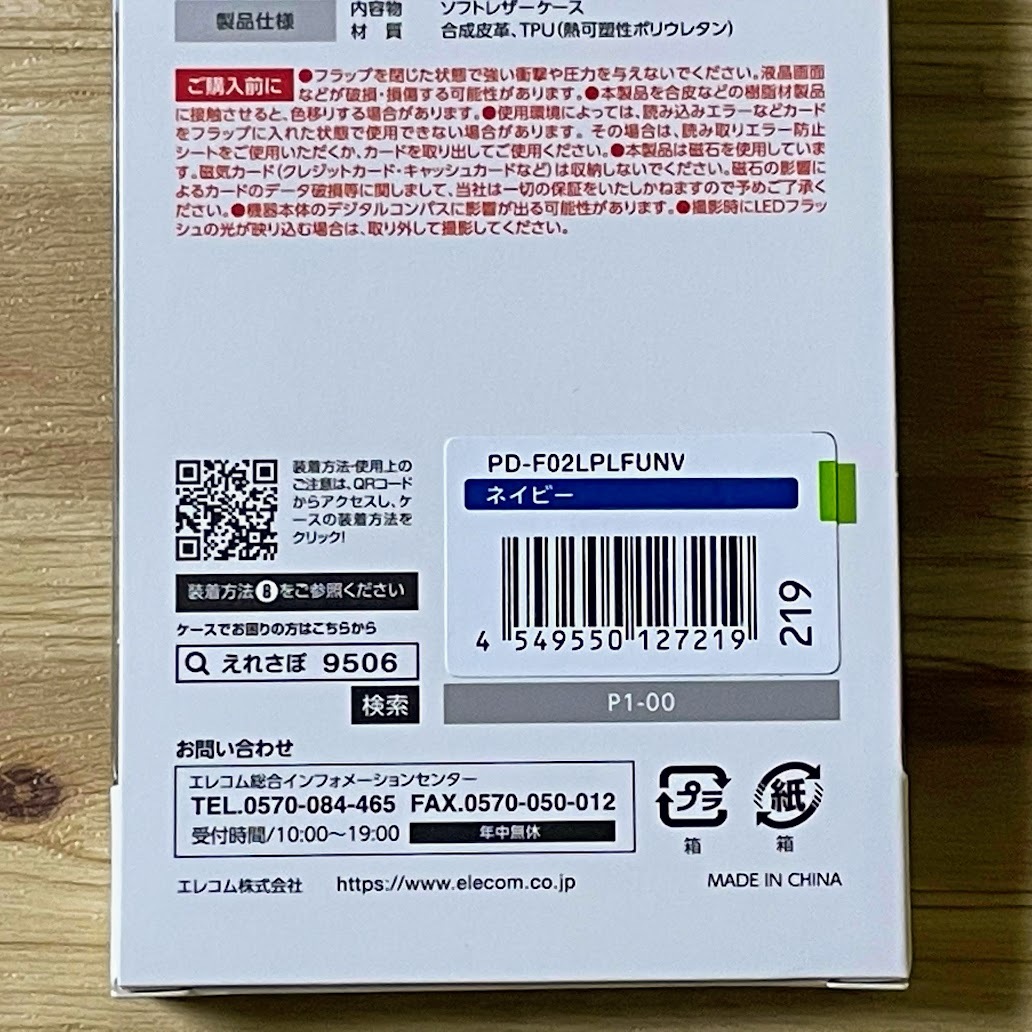 製品仕様
内容物 ソフトレザーケース
材質 合成皮革、TPU(熱可塑性ポリウレタン)
ご購入前に ●フラップを閉じた状態で強い衝撃や圧力を与えないでください。液晶画面
などが破損・損傷する可能性があります。●本製品を合皮などの樹脂材製品
に接触させると、色移りする場合があります。●使用環境によっては、読み込みエラーなどカード
をフラップに入れた状態で使用できない場合があります。その場合は、読み取りエラー防止
シートをご使用いただくか、カードを取り出してご使用ください。●本製品は磁石を使用していま
す。磁気カード(クレジットカード・キャッシュカードなど)は収納しないでください。磁石の影響に
よるカードのデータ破損等に関しまして、当社は一切の保証をいたしかねますので予めご了承く
ださい。●機器本体のデジタルコンパスに影響が出る可能性があります。●撮影時にLEDフラッ
シュの光が映り込む場合は、取り外して撮影してください。
装着方法・使用上の
ご注意は、QRコード
からアクセスし、ケ
ースの装着方法を
クリック!
装着方法8をご参照ください
ケースでお困りの方はこちらから
えれさぽ 9506
検索
PD-F02LPLFUNV
ネイビー
4 549550 127219
219
P1-00
お問い合わせ
エレコム総合インフォメーションセンター
TEL.0570-084-465 FAX.0570-050-012
受付時間/10:00〜19:00 年中無休
プラ
箱
紙
箱
エレコム株式会社 https://www.elecom.co.jp
MADE IN CHINA